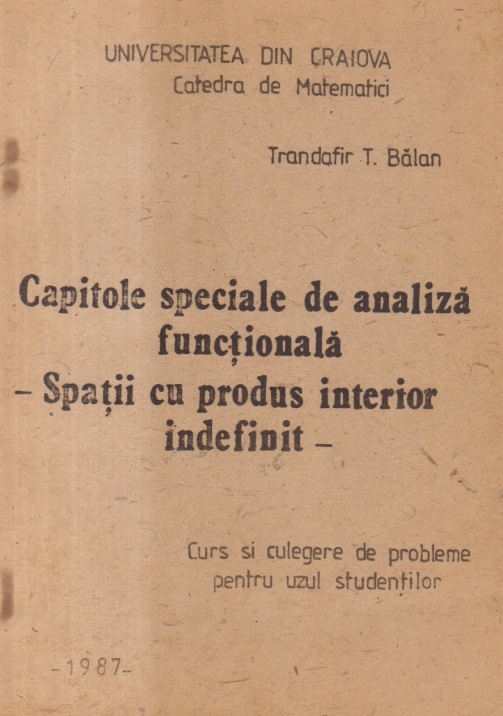 UNIVERSITATEA DIN CRAIOVA
Catedra de Matematici
Trandafir T. Bălan
Capitole speciale de analiză
funcțională
– Spații cu produs interior
indefinit –
Curs si culegere de probleme
pentru uzul studenților
-1987-